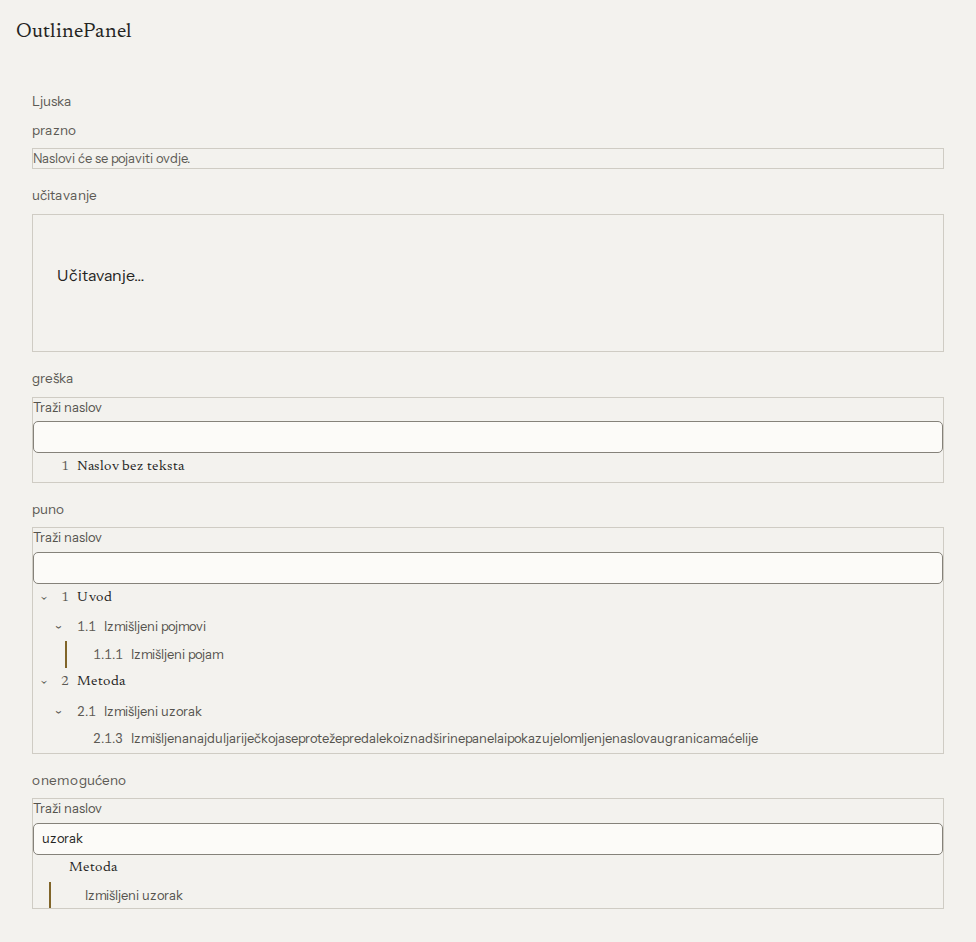 OutlinePanel
Ljuska
prazno
Naslovi će se pojaviti ovdje.
učitavanje
Učitavanje…
greška
Traži naslov
1 Naslov bez teksta
puno
Traži naslov
1 Uvod
1.1 Izmišljeni pojmovi
1.1.1 Izmišljeni pojam
2 Metoda
2.1 Izmišljeni uzorak
2.1.3 Izmišljenanajduljariječkojaseprotežepredalekoiznadširinepanelaipokazujelomljenjenaslovaugranicamaćelije
onemogućeno
Traži naslov
uzorak
Metoda
Izmišljeni uzorak